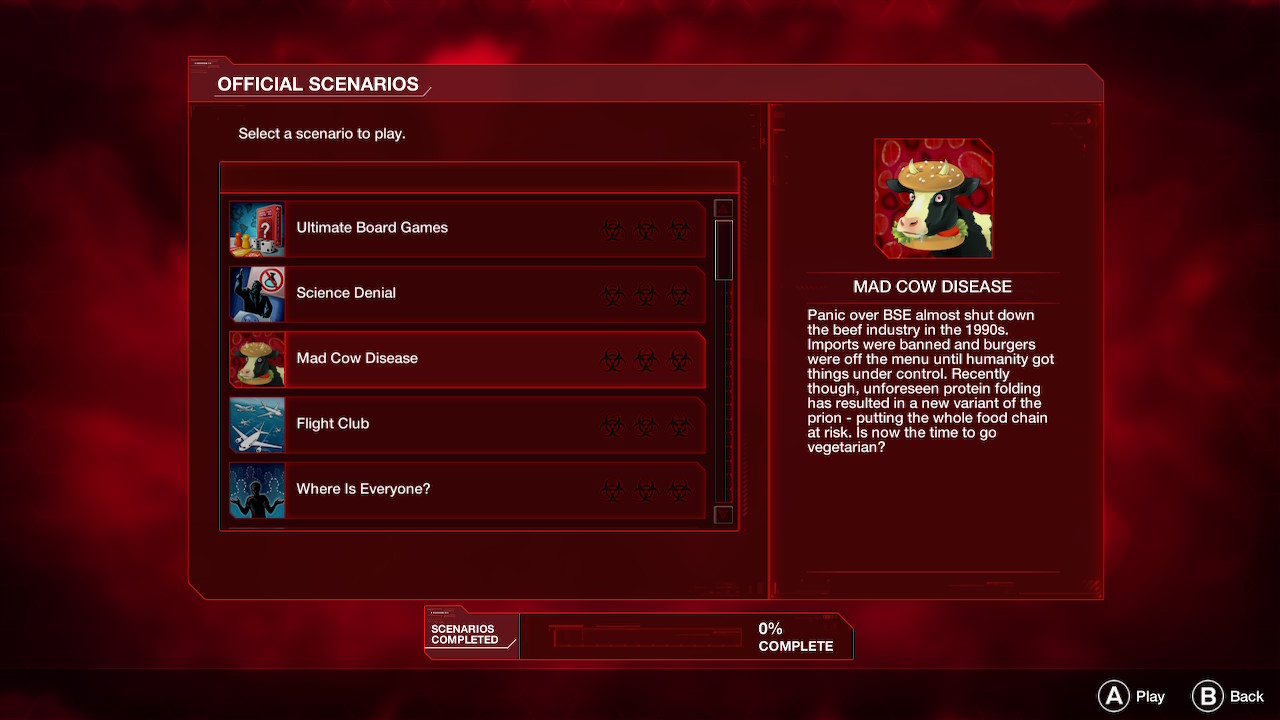 OFFICIAL SCENARIOS
Select a scenario to play.
Ultimate Board Games
Science Denial
Mad Cow Disease
Flight Club
Where Is Everyone?
MAD COW DISEASE
Panic over BSE almost shut down
the beef industry in the 1990s.
Imports were banned and burgers
were off the menu until humanity got
things under control. Recently
though, unforeseen protein folding
has resulted in a new variant of the
prion - putting the whole food chain
at risk. Is now the time to go
vegetarian?
SCENARIOS
COMPLETED
0%
COMPLETE
A Play
B Back